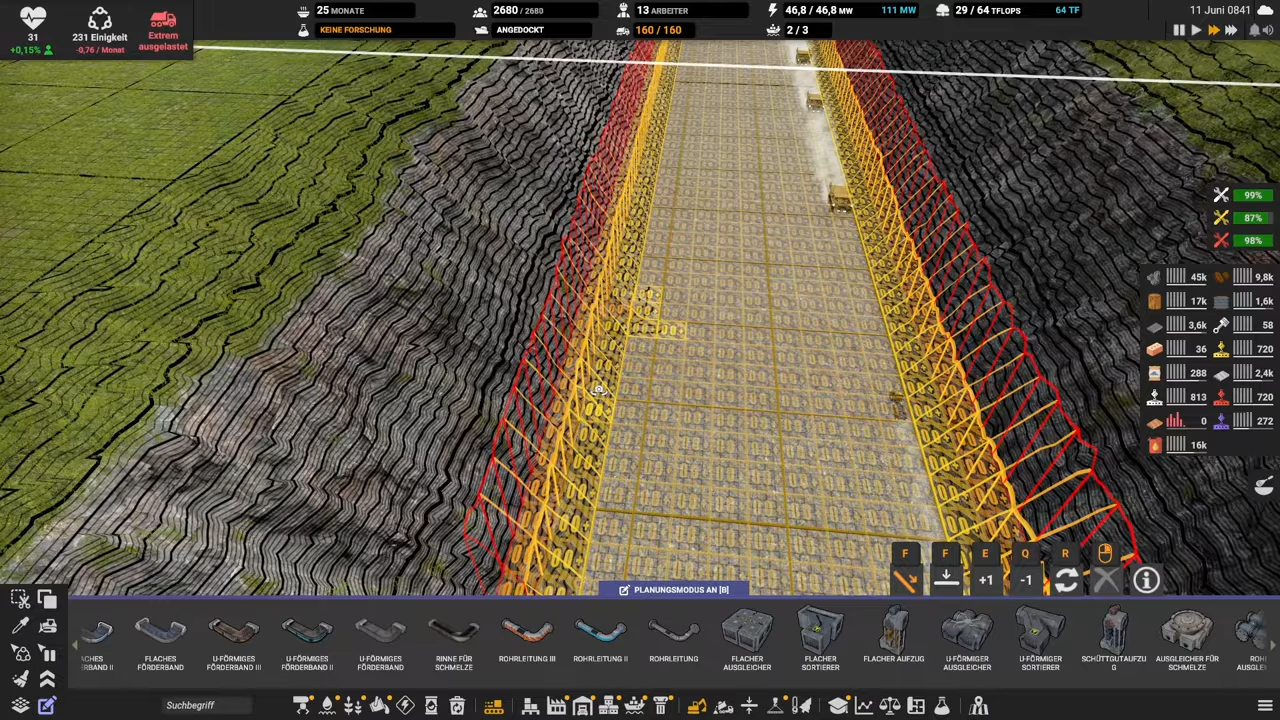 31
+0,15%
231 Einigkeit
-0,76 / Monat
Extrem
ausgelastet
25 MONATE
KEINE FORSCHUNG
2680 / 2680
ANGEDOCKT
13 ARBEITER
160 / 160
46,8 / 46,8 MW
111 MW
2 / 3
29 / 64 TFLOPS
64 TF
11 Juni 0841
99%
87%
98%
45k
9,8k
17k
1,6k
3,6k
58
36
720
288
2,4k
813
720
0
272
16k
F
F
E
Q
R
+1
-1
PLANUNGSMODUS AN [B]
ACHES
ERBAND II
FLACHES
FÖRDERBAND
U-FÖRMIGES
FÖRDERBAND III
U-FÖRMIGES
FÖRDERBAND II
U-FÖRMIGES
FÖRDERBAND
RINNE FÜR
SCHMELZE
ROHRLEITUNG III
ROHRLEITUNG II
ROHRLEITUNG
FLACHER
AUSGLEICHER
FLACHER
SORTIERER
FLACHER AUFZUG
U-FÖRMIGER
AUSGLEICHER
U-FÖRMIGER
SORTIERER
SCHÜTTGUTAUFZU
G
AUSGLEICHER FÜR
SCHMELZE
ROH
AUSGLE
Suchbegriff